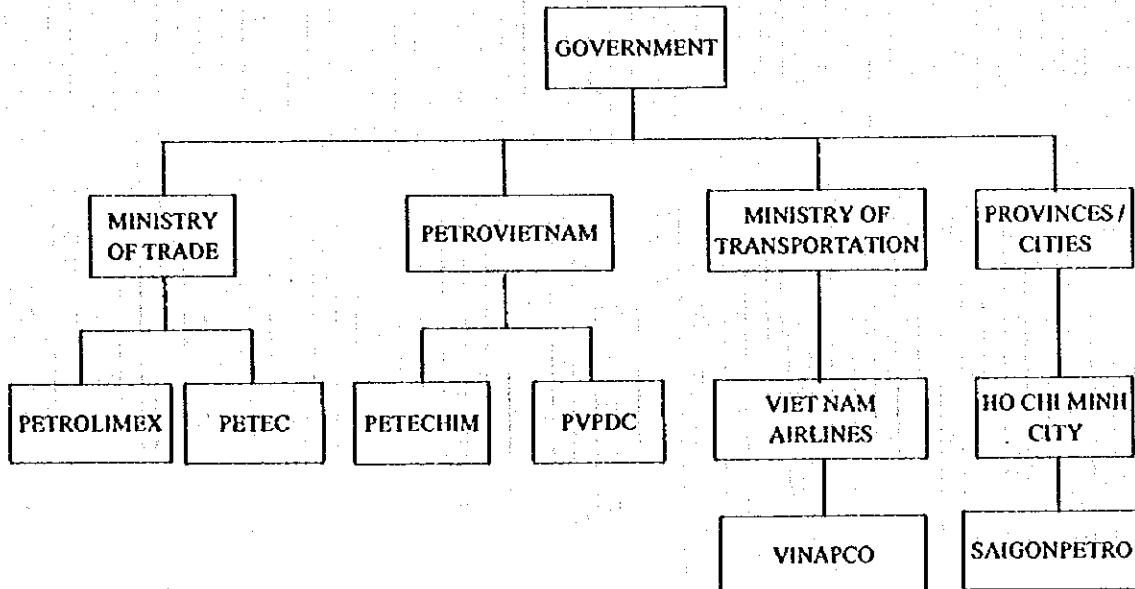 GOVERNMENT
MINISTRY
OF TRADE
PETROVIETNAM
MINISTRY OF
TRANSPORTATION
PROVINCES /
CITIES
PETROLIMEX
PETEC
PETECHIM
PVPDC
VIET NAM
AIRLINES
HO CHI MINH
CITY
VINAPCO
SAIGONPETRO